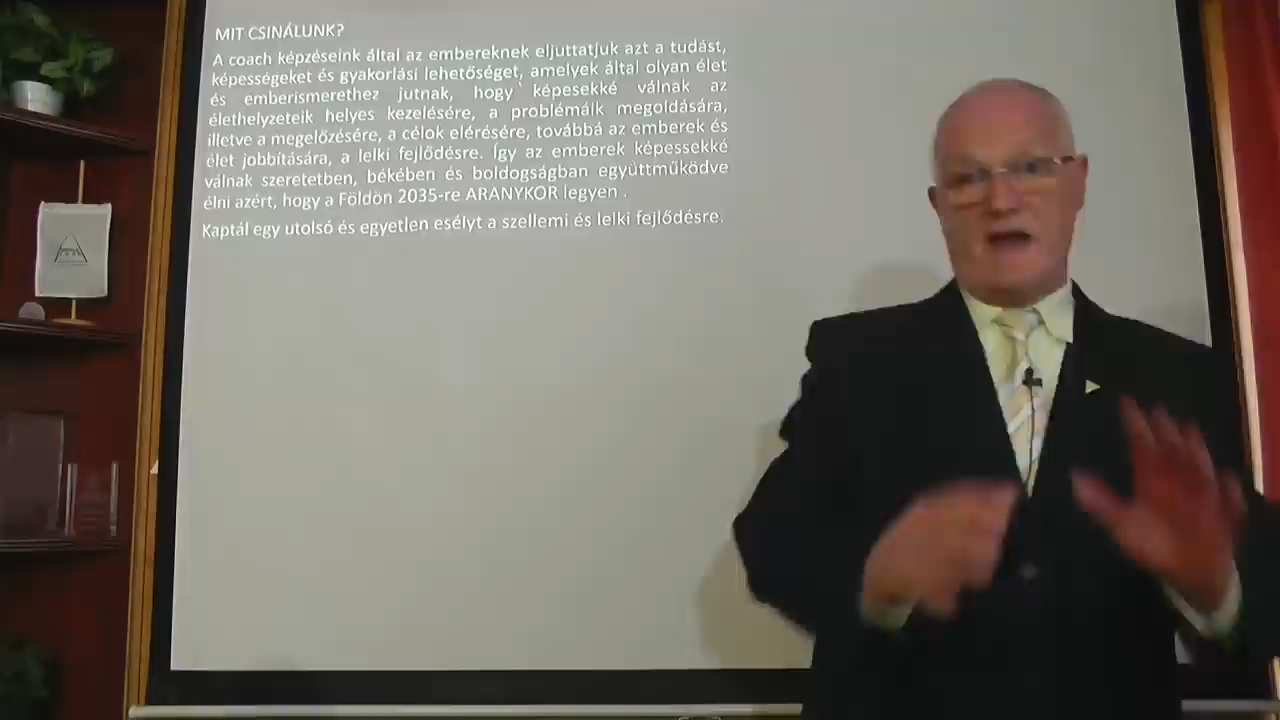 MIT CSINÁLUNK?
A coach képzéseink által az embereknek eljuttatjuk azt a tudást,
képességeket és gyakorlási lehetőséget, amelyek által olyan élet
és emberismerethez jutnak, hogy képesekké válnak az
élethelyzeteik helyes kezelésére, a problémáik megoldására,
illetve a megelőzésére, a célok elérésére, továbbá az emberek és
élet jobbítására, a lelki fejlődésre. Így az emberek képessekké
válnak szeretetben, békében és boldogságban együttműködve
élni azért, hogy a Földön 2035-re ARANYKOR legyen .
Kaptál egy utolsó és egyetlen esélyt a szellemi és lelki fejlődésre.